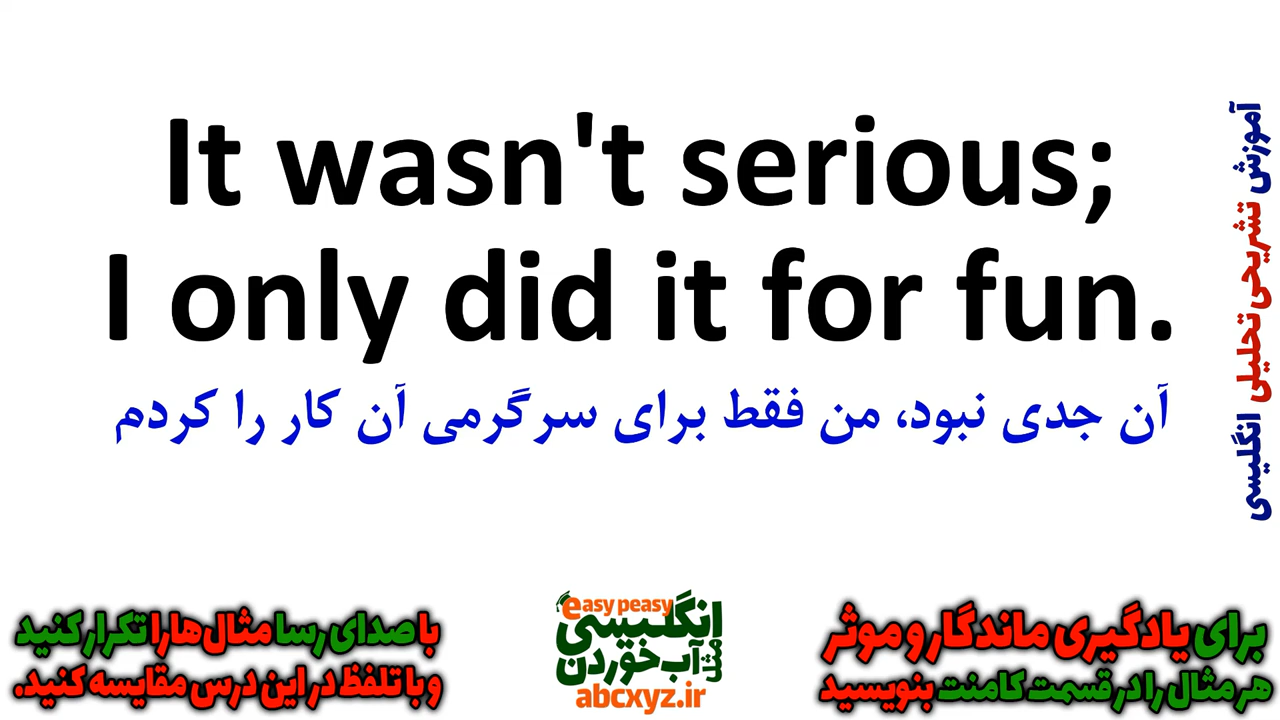 It wasn't serious;
I only did it for fun.
آن جدی نبود، من فقط برای سرگرمی آن کار را کردم
آموزش تشریحی تحلیلی انگلیسی
برای یادگیری ماندگار و موثر
هر مثال را در قسمت کامنت بنویسید
easy peasy
انگلیسی
مثل آب خوردن
abcxyz.ir
با صدای رسا مثال‌ها را تکرار کنید
و با تلفظ در این درس مقایسه کنید.